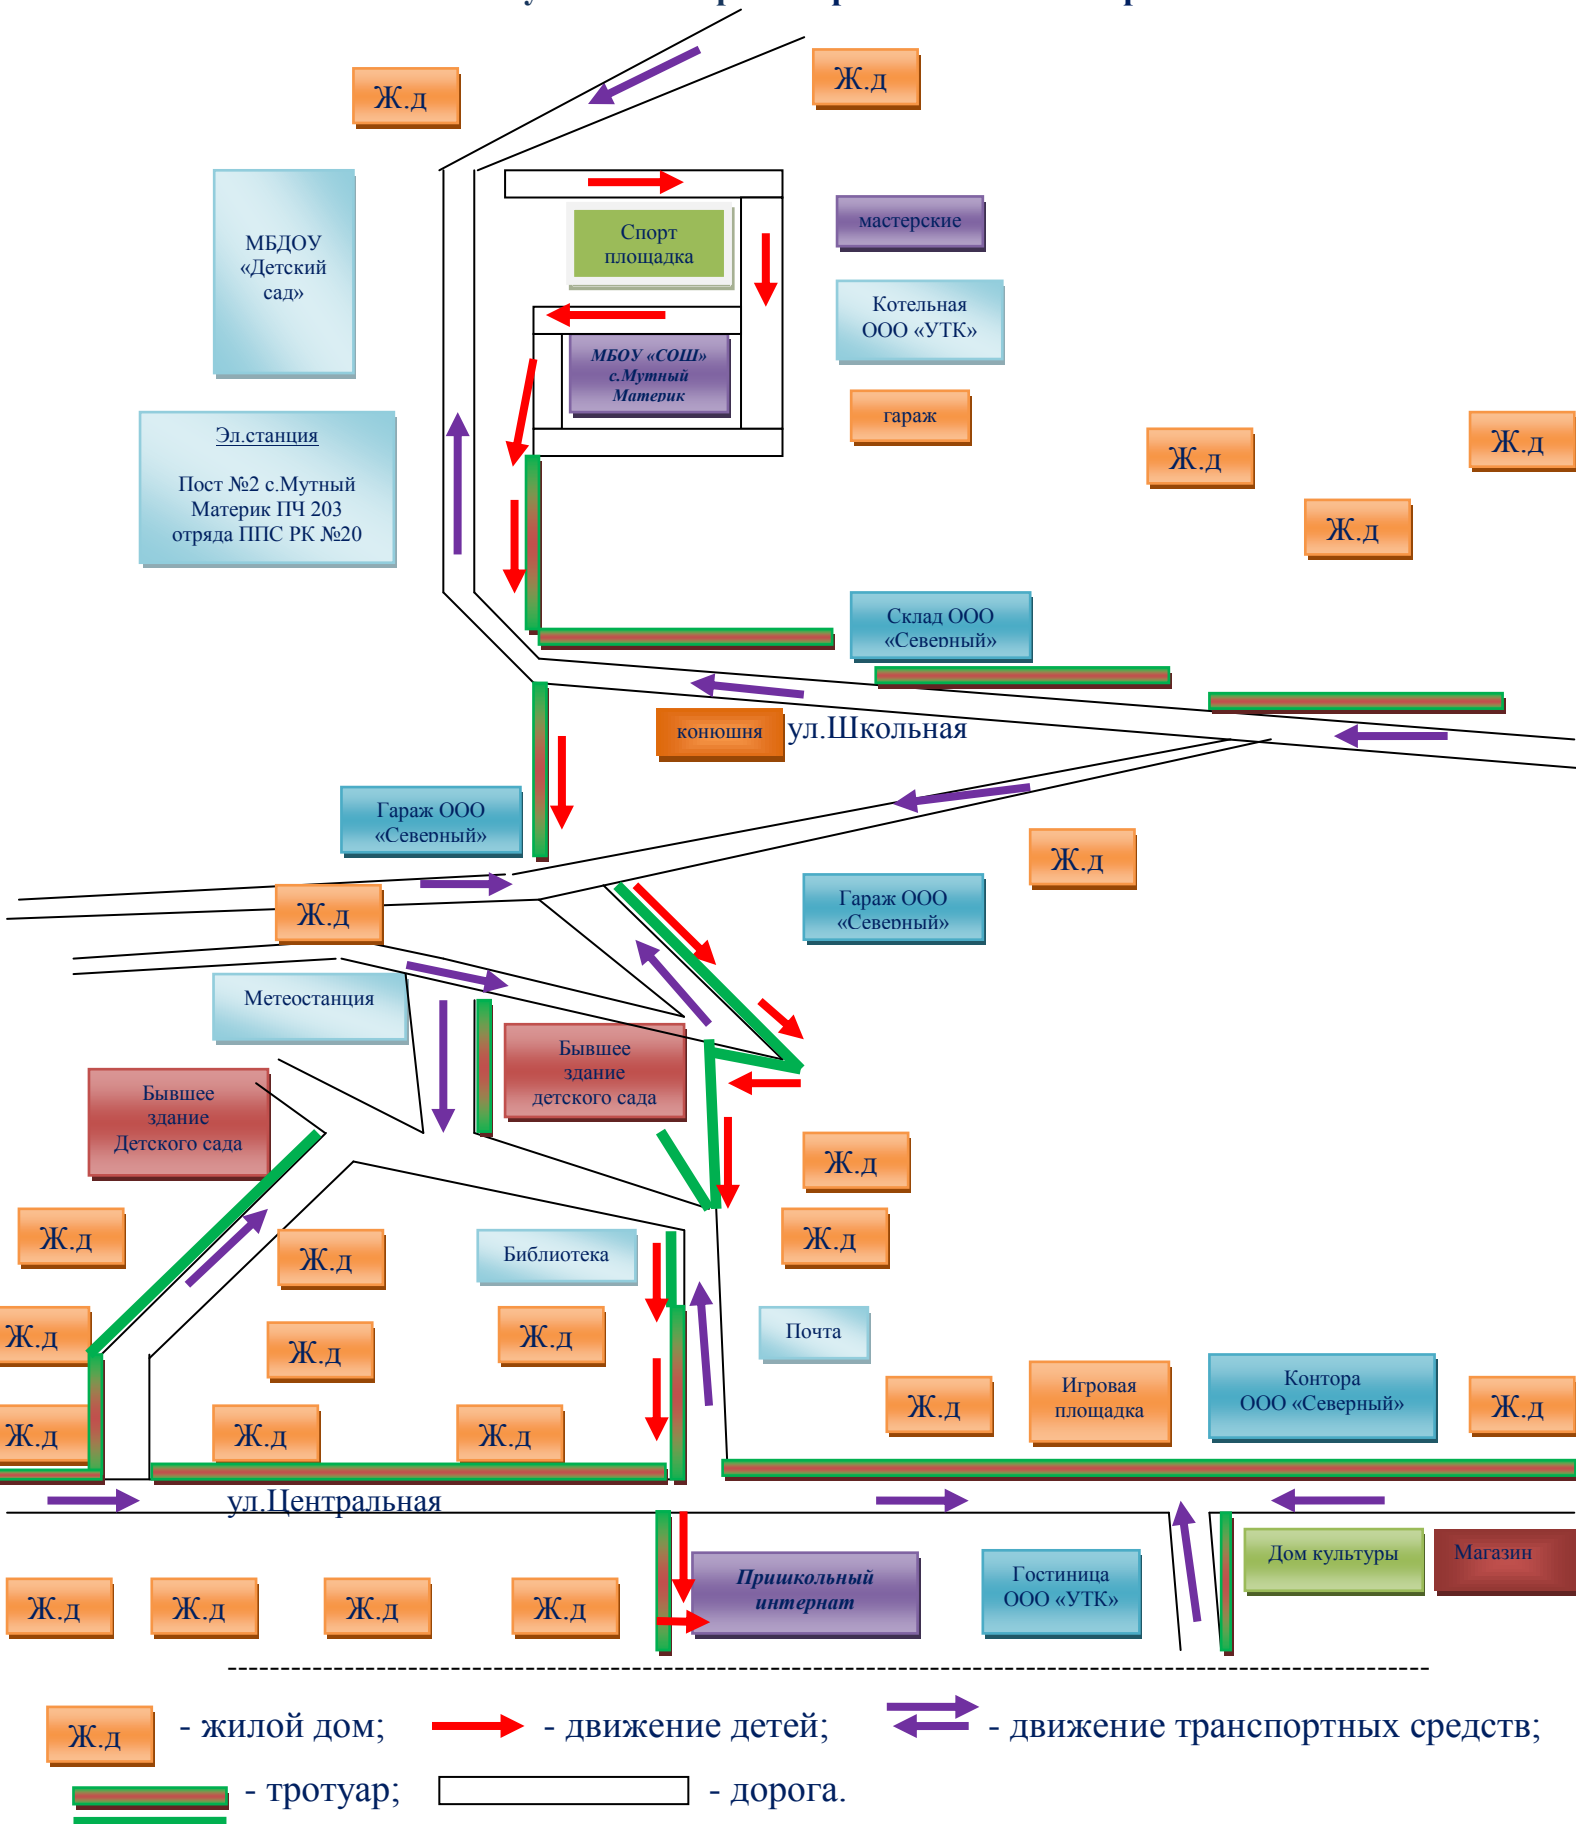 Ж.д
Ж.д
МБДОУ
«Детский
сад»
Спорт
площадка
мастерские
Котельная
ООО «УТК»
МБОУ «СОШ»
с.Мутный
Материк
гараж
Эл.станция
Пост №2 с.Мутный
Материк ПЧ 203
отряда ППС РК №20
Ж.д
Ж.д
Ж.д
Склад ООО
«Северный»
конюшня
ул.Школьная
Гараж ООО
«Северный»
Ж.д
Гараж ООО
«Северный»
Ж.д
Метеостанция
Бывшее
здание
детского сада
Бывшее
здание
Детского сада
Ж.д
Ж.д
Ж.д
Ж.д
Библиотека
Ж.д
Ж.д
Ж.д
Почта
Ж.д
Ж.д
Ж.д
Ж.д
Игровая
площадка
Контора
ООО «Северный»
Ж.д
ул.Центральная
Дом культуры
Магазин
Пришкольный
интернат
Гостиница
ООО «УТК»
Ж.д
Ж.д
Ж.д
Ж.д
Ж.д - жилой дом; - движение детей; - движение транспортных средств;
- тротуар; - дорога.